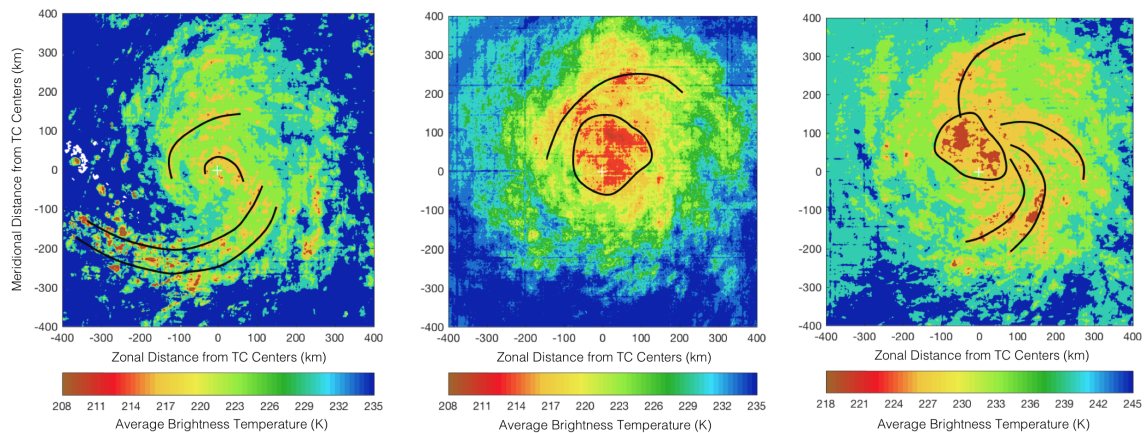 Meridional Distance from TC Centers (km)
400
300
200
100
0
-100
-200
-300
-400
-400 -300 -200 -100 0 100 200 300 400
Zonal Distance from TC Centers (km)
208 211 214 217 220 223 226 229 232 235
Average Brightness Temperature (K)
400
300
200
100
0
-100
-200
-300
-400
-400 -300 -200 -100 0 100 200 300 400
Zonal Distance from TC Centers (km)
208 211 214 217 220 223 226 229 232 235
Average Brightness Temperature (K)
400
300
200
100
0
-100
-200
-300
-400
-400 -300 -200 -100 0 100 200 300 400
Zonal Distance from TC Centers (km)
218 221 224 227 230 233 236 239 242 245
Average Brightness Temperature (K)